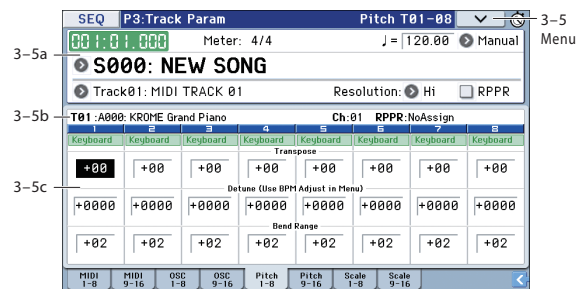 SEQ P3:Track Param Pitch T01-08
3–5
Menu
001:01.000 Meter: 4/4 ♩= 120.00 Manual
3–5a
S000: NEW SONG
Track01: MIDI TRACK 01 Resolution: Hi RPPR
3–5b
T01 :A000: KROME Grand Piano Ch:01 RPPR:NoAssign
1 2 3 4 5 6 7 8
Keyboard Keyboard Keyboard Keyboard Keyboard Keyboard Keyboard Keyboard
Transpose
+00 +00 +00 +00 +00 +00 +00 +00
3–5c
Detune (Use BPM Adjust in Menu)
+0000 +0000 +0000 +0000 +0000 +0000 +0000 +0000
Bend Range
+02 +02 +02 +02 +02 +02 +02 +02
MIDI 1-8 MIDI 9-16 OSC 1-8 OSC 9-16 Pitch 1-8 Pitch 9-16 Scale 1-8 Scale 9-16